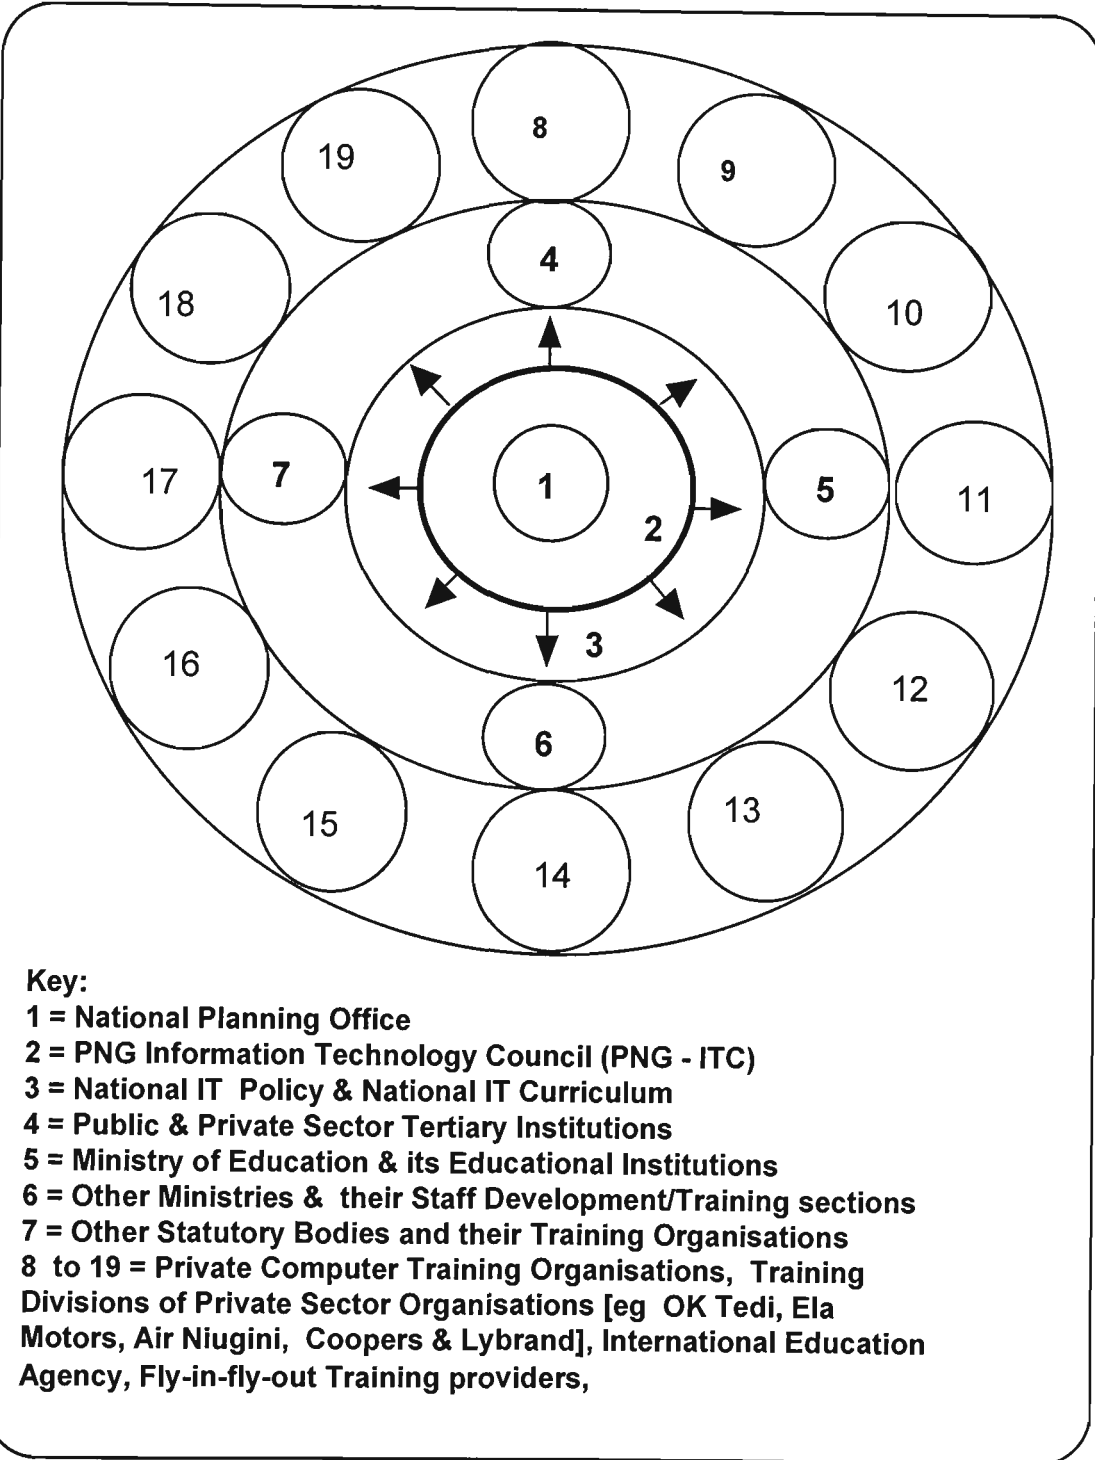 8
19
9
4
18
10
7
17
1
5
11
2
3
16
12
6
13
15
14
Key:
1 = National Planning Office
2 = PNG Information Technology Council (PNG - ITC)
3 = National IT  Policy & National IT Curriculum
4 = Public & Private Sector Tertiary Institutions
5 = Ministry of Education & its Educational Institutions
6 = Other Ministries &  their Staff Development/Training sections
7 = Other Statutory Bodies and their Training Organisations
8  to 19 = Private Computer Training Organisations,  Training
Divisions of Private Sector Organisations [eg  OK Tedi, Ela
Motors, Air Niugini,  Coopers & Lybrand], International Education
Agency, Fly-in-fly-out Training providers,